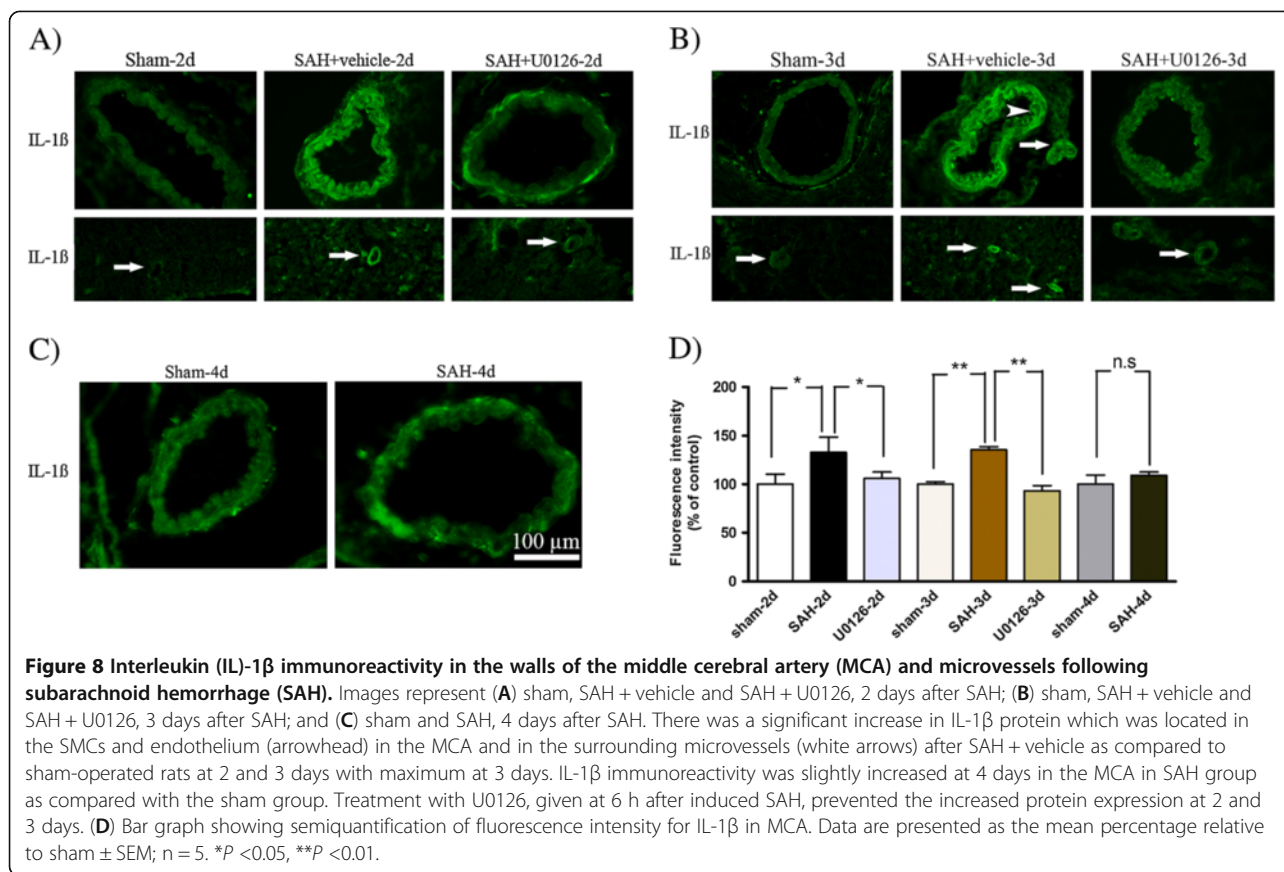 A)
Sham-2d SAH+vehicle-2d SAH+U0126-2d
IL-1ß
IL-1ß
B)
Sham-3d SAH+vehicle-3d SAH+U0126-3d
IL-1ß
IL-1ß
C)
Sham-4d SAH-4d
IL-1ß
100 µm
D)
* * ** ** n.s
Fluorescence intensity
(% of control)
200
150
100
50
0
sham-2d SAH-2d U0126-2d sham-3d SAH-3d U0126-3d sham-4d SAH-4d
Figure 8 Interleukin (IL)-1β immunoreactivity in the walls of the middle cerebral artery (MCA) and microvessels following
subarachnoid hemorrhage (SAH). Images represent (A) sham, SAH + vehicle and SAH + U0126, 2 days after SAH; (B) sham, SAH + vehicle and
SAH + U0126, 3 days after SAH; and (C) sham and SAH, 4 days after SAH. There was a significant increase in IL-1β protein which was located in
the SMCs and endothelium (arrowhead) in the MCA and in the surrounding microvessels (white arrows) after SAH + vehicle as compared to
sham-operated rats at 2 and 3 days with maximum at 3 days. IL-1β immunoreactivity was slightly increased at 4 days in the MCA in SAH group
as compared with the sham group. Treatment with U0126, given at 6 h after induced SAH, prevented the increased protein expression at 2 and
3 days. (D) Bar graph showing semiquantification of fluorescence intensity for IL-1β in MCA. Data are presented as the mean percentage relative
to sham ± SEM; n = 5. *P <0.05, **P <0.01.